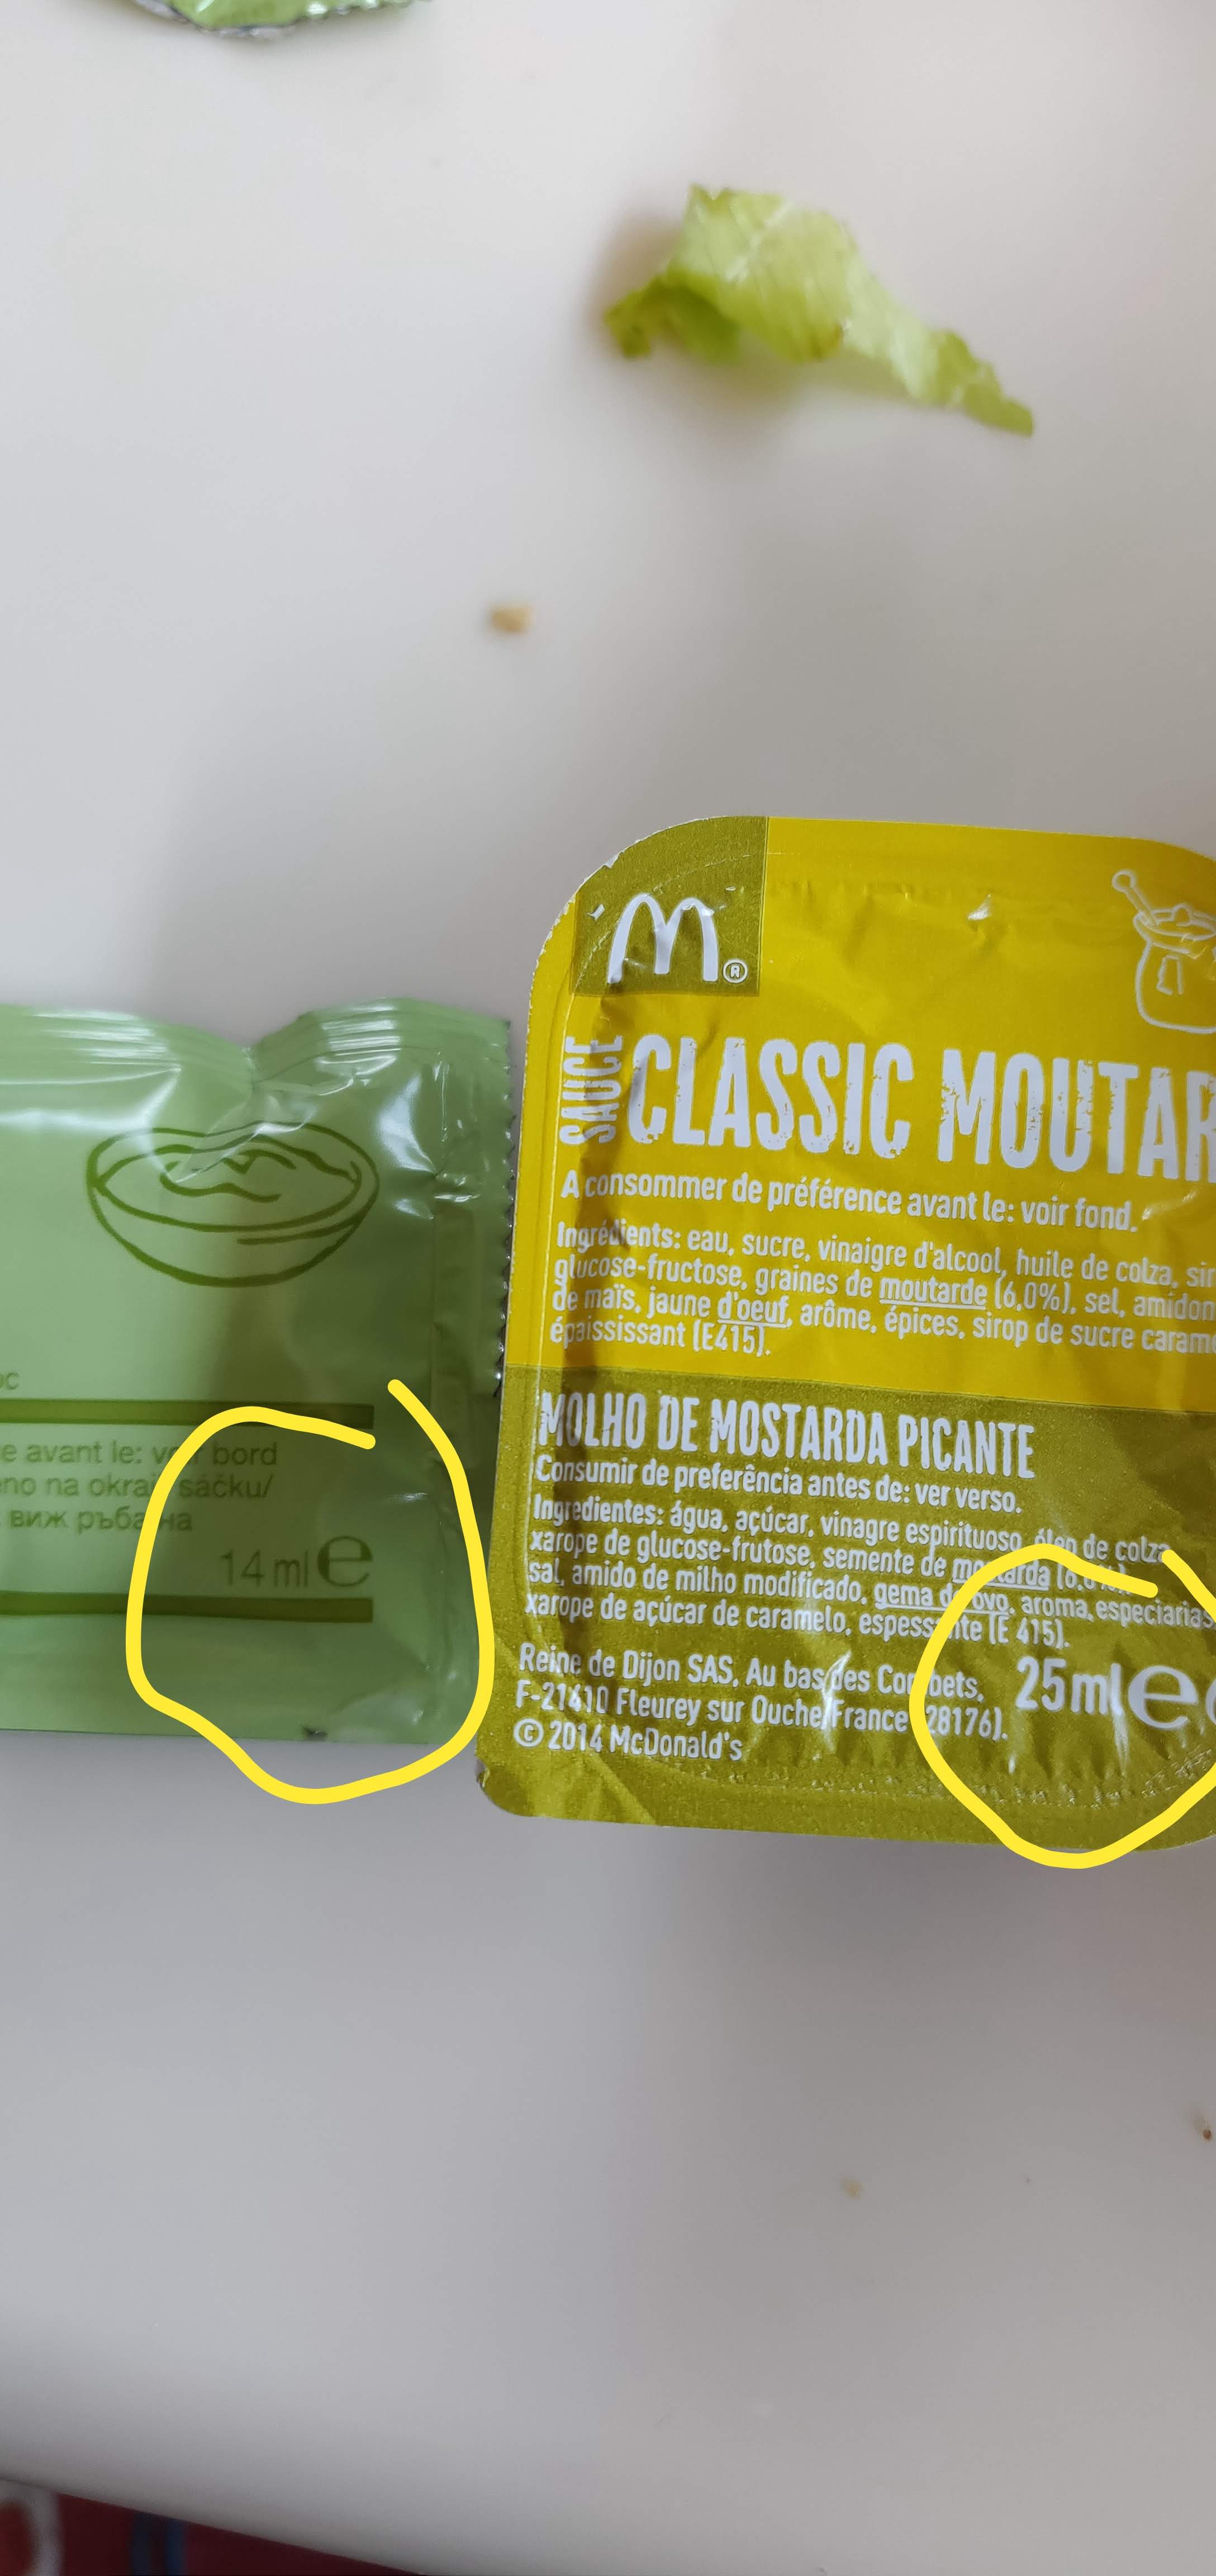 e avant le: voir bord
sáčku/
виж ръба на
14 ml e
M®
SAUCE
CLASSIC MOUTAR
A consommer de préférence avant le: voir fond.
Ingrédients: eau, sucre, vinaigre d'alcool, huile de colza, sir
glucose-fructose, graines de moutarde (6,0%), sel, amidon
de maïs, jaune d'oeuf, arôme, épices, sirop de sucre carame
épaississant (E415).
MOLHO DE MOSTARDA PICANTE
Consumir de preferência antes de: ver verso.
Ingredientes: água, açúcar, vinagre espirituoso, óleo de colza,
xarope de glucose-frutose, semente de mostarda (6,0%),
sal, amido de milho modificado, gema de ovo, aroma, especiarias,
xarope de açúcar de caramelo, espessante (E 415).
Reine de Dijon SAS, Au bas des Combets,
F-21410 Fleurey sur Ouche/France (28176).
© 2014 McDonald's
25ml e